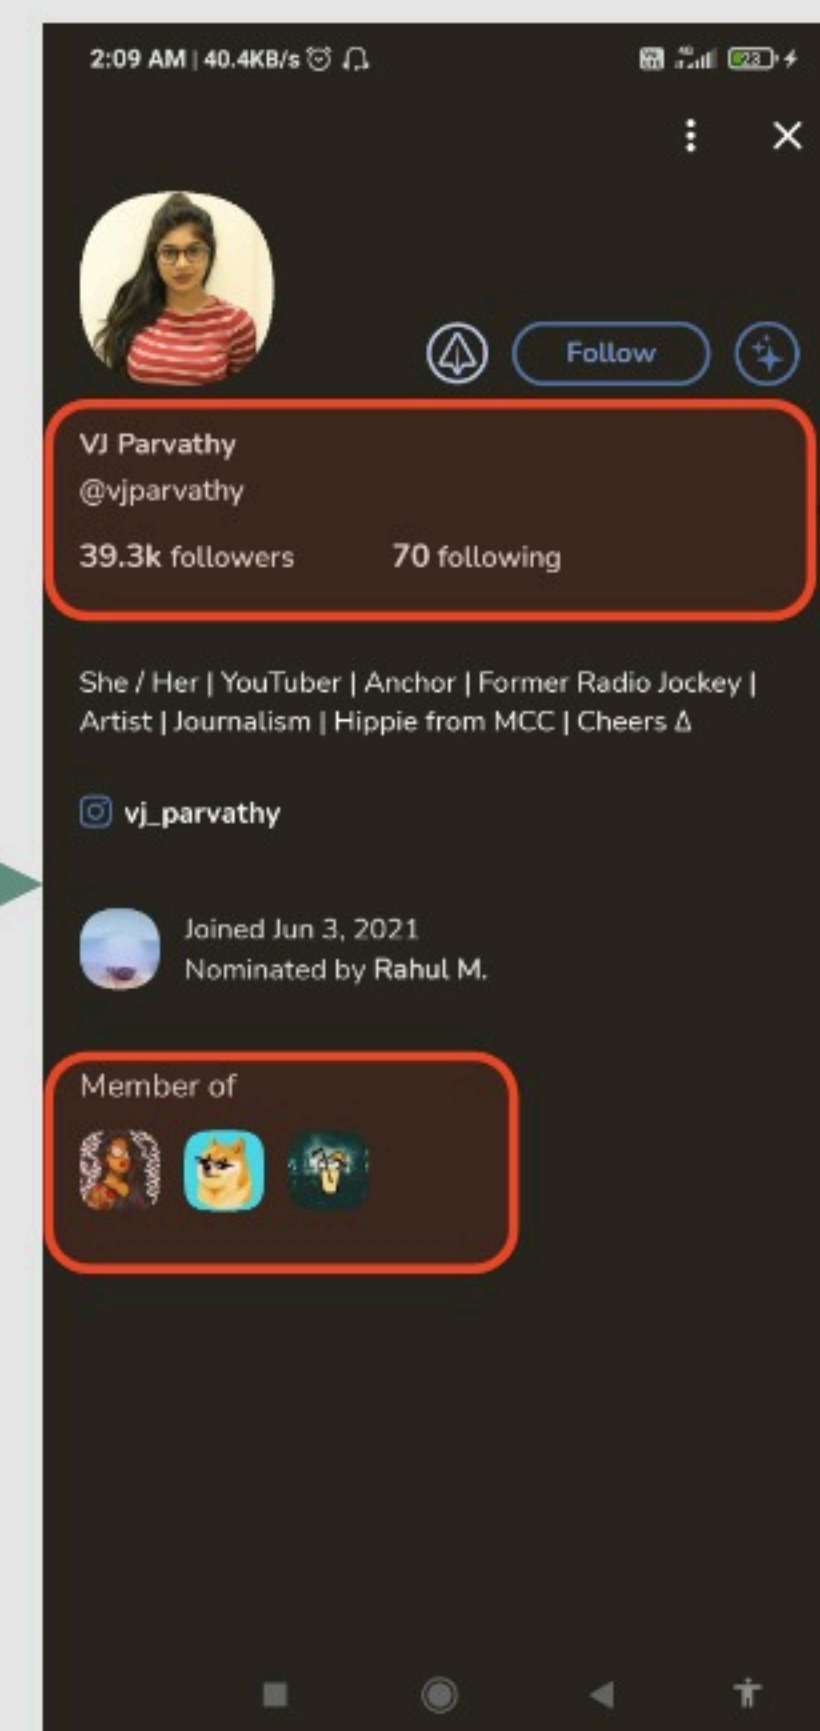 2:09 AM | 40.4KB/s 23
Follow
VJ Parvathy
@vjparvathy
39.3k followers 70 following
She / Her | YouTuber | Anchor | Former Radio Jockey |
Artist | Journalism | Hippie from MCC | Cheers Δ
vj_parvathy
Joined Jun 3, 2021
Nominated by Rahul M.
Member of